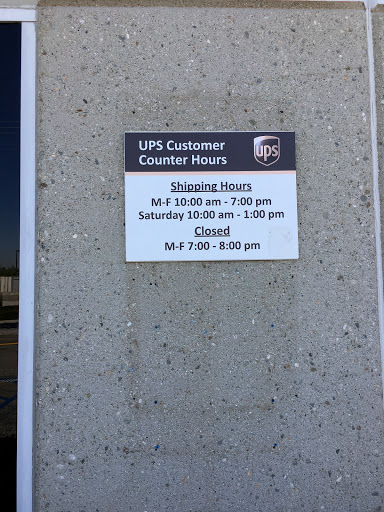 UPS Customer
Counter Hours
ups
Shipping Hours
M-F 10:00 am - 7:00 pm
Saturday 10:00 am - 1:00 pm
Closed
M-F 7:00 - 8:00 pm